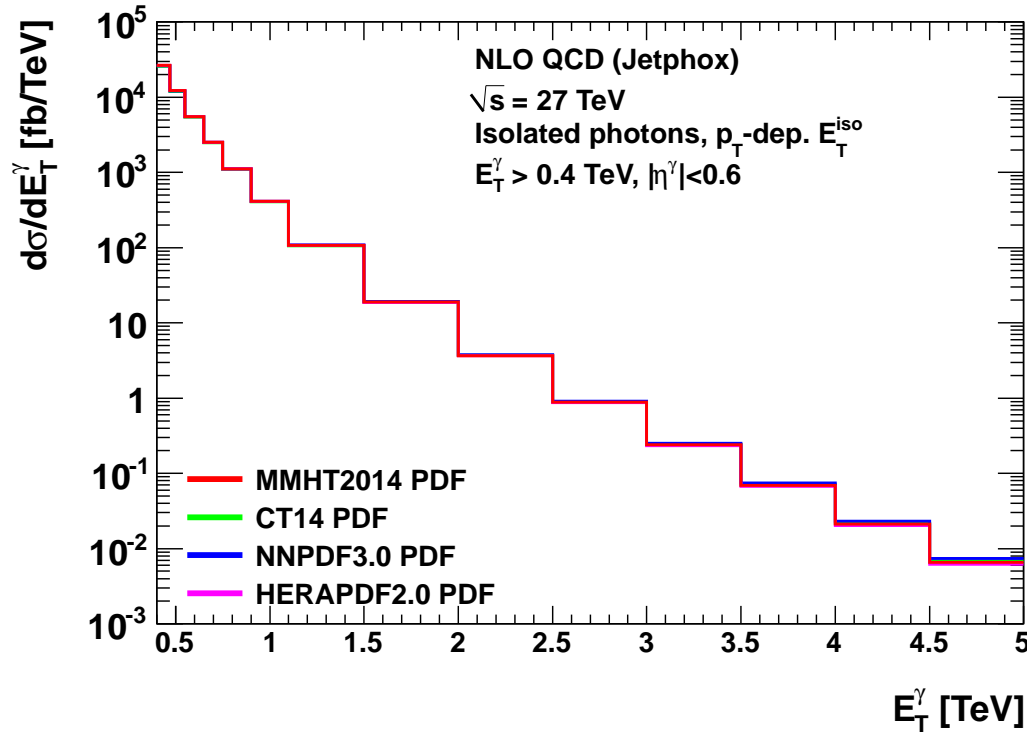 dσ/dE_T^γ [fb/TeV]
10^5
10^4
10^3
10^2
10
1
10^-1
10^-2
10^-3
NLO QCD (Jetphox)
√s = 27 TeV
Isolated photons, p_T-dep. E_T^iso
E_T^γ > 0.4 TeV, |η^γ|<0.6
MMHT2014 PDF
CT14 PDF
NNPDF3.0 PDF
HERAPDF2.0 PDF
0.5 1 1.5 2 2.5 3 3.5 4 4.5 5
E_T^γ [TeV]